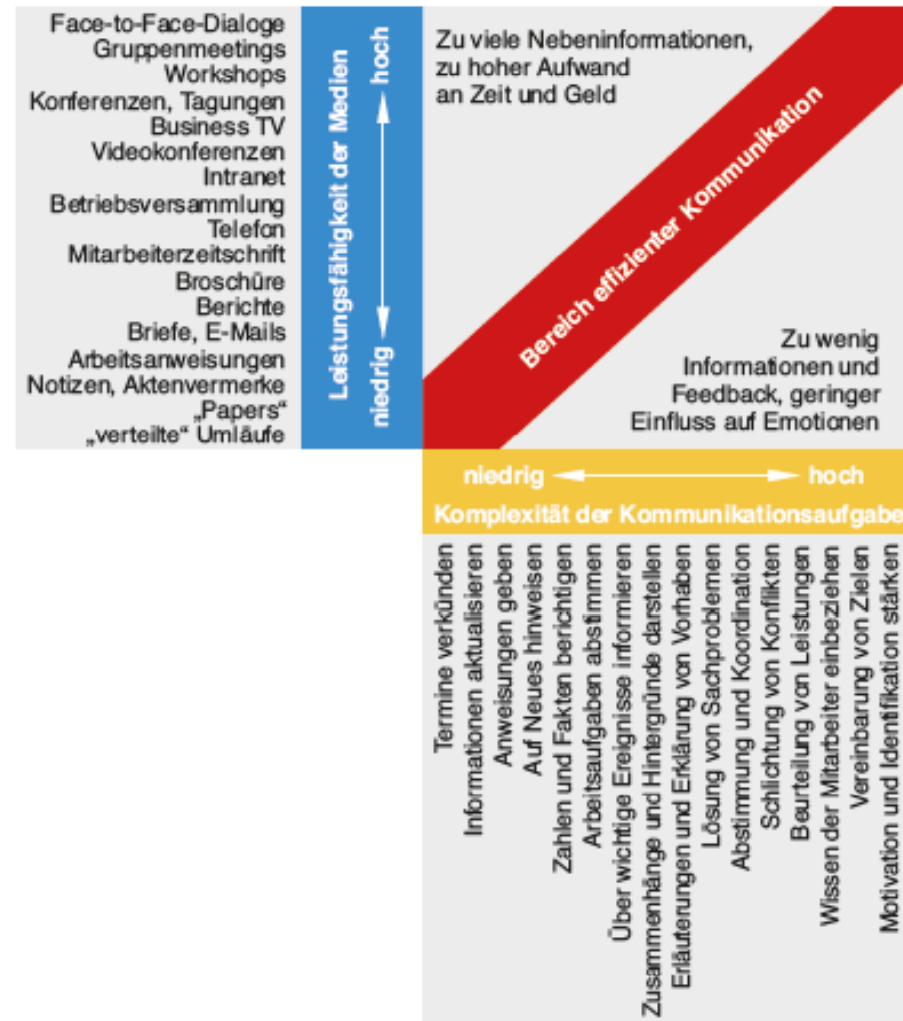 Face-to-Face-Dialoge
Gruppenmeetings
Workshops
Konferenzen, Tagungen
Business TV
Videokonferenzen
Intranet
Betriebsversammlung
Telefon
Mitarbeiterzeitschrift
Broschüre
Berichte
Briefe, E-Mails
Arbeitsanweisungen
Notizen, Aktenvermerke
„Papers“
„verteilte“ Umläufe
Leistungsfähigkeit der Medien
niedrig
hoch
Zu viele Nebeninformationen,
zu hoher Aufwand
an Zeit und Geld
Bereich effizienter Kommunikation
Zu wenig
Informationen und
Feedback, geringer
Einfluss auf Emotionen
niedrig
hoch
Komplexität der Kommunikationsaufgabe
Termine verkünden
Informationen aktualisieren
Anweisungen geben
Auf Neues hinweisen
Zahlen und Fakten berichtigen
Arbeitsaufgaben abstimmen
Über wichtige Ereignisse informieren
Zusammenhänge und Hintergründe darstellen
Erläuterungen und Erklärung von Vorhaben
Lösung von Sachproblemen
Abstimmung und Koordination
Schlichtung von Konflikten
Beurteilung von Leistungen
Wissen der Mitarbeiter einbeziehen
Vereinbarung von Zielen
Motivation und Identifikation stärken